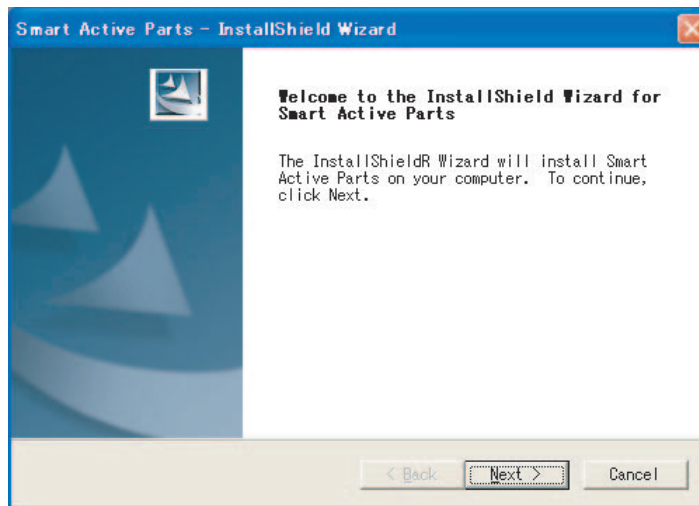 Smart Active Parts - InstallShield Wizard
Welcome to the InstallShield Wizard for
Smart Active Parts
The InstallShieldR Wizard will install Smart
Active Parts on your computer. To continue,
click Next.
< Back
Next >
Cancel